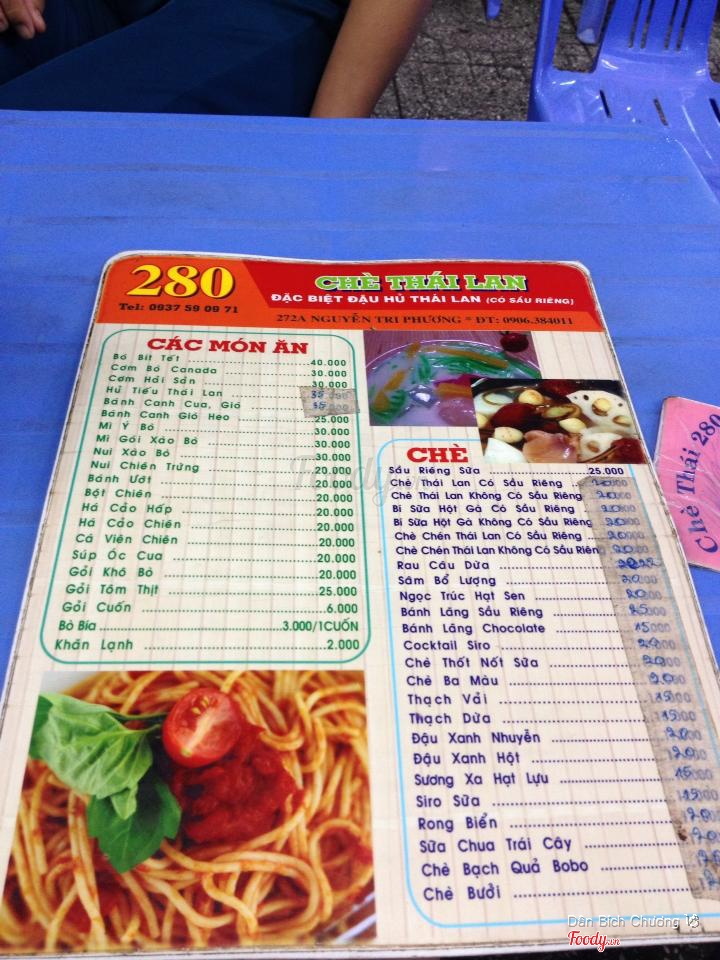 280
CHÈ THÁI LAN
ĐẶC BIỆT ĐẬU HỦ THÁI LAN (CÓ SẦU RIÊNG)
Tel: 0937 59 09 71
272A NGUYỄN TRI PHƯƠNG * ĐT: 0906.384011
CÁC MÓN ĂN
Bò Bít Tết 40.000
Cơm Bò Canada 30.000
Cơm Hải Sản 30.000
Hủ Tiếu Thái Lan 35.000
Bánh Canh Cua, Giò
Bánh Canh Giò Heo 25.000
Mì Ý Bò 30.000
Mì Gói Xào Bò 30.000
Nui Xào Bò 30.000
Nui Chiên Trứng 20.000
Bánh Ướt 20.000
Bột Chiên 20.000
Há Cảo Hấp 20.000
Há Cảo Chiên 20.000
Cá Viên Chiên 20.000
Súp Óc Cua 20.000
Gỏi Khô Bò 20.000
Gỏi Tôm Thịt 25.000
Gỏi Cuốn 6.000
Bò Bía 3.000/1CUỐN
Khăn Lạnh 2.000
CHÈ
Sầu Riêng Sữa 25.000
Chè Thái Lan Có Sầu Riêng
Chè Thái Lan Không Có Sầu Riêng
Bi Sữa Hột Gà Có Sầu Riêng
Bi Sữa Hột Gà Không Có Sầu Riêng
Chè Chén Thái Lan Có Sầu Riêng
Chè Chén Thái Lan Không Có Sầu Riêng
Rau Câu Dừa
Sâm Bổ Lượng
Ngọc Trúc Hạt Sen
Bánh Lăng Sầu Riêng
Bánh Lăng Chocolate
Cocktail Siro
Chè Thốt Nốt Sữa
Chè Ba Màu
Thạch Vải
Thạch Dừa
Đậu Xanh Nhuyễn
Đậu Xanh Hột
Sương Xa Hạt Lựu
Siro Sữa
Rong Biển
Sữa Chua Trái Cây
Chè Bạch Quả Bobo
Chè Bưởi
Chè Thái 280
Dân Bích Chương
Foody.vn